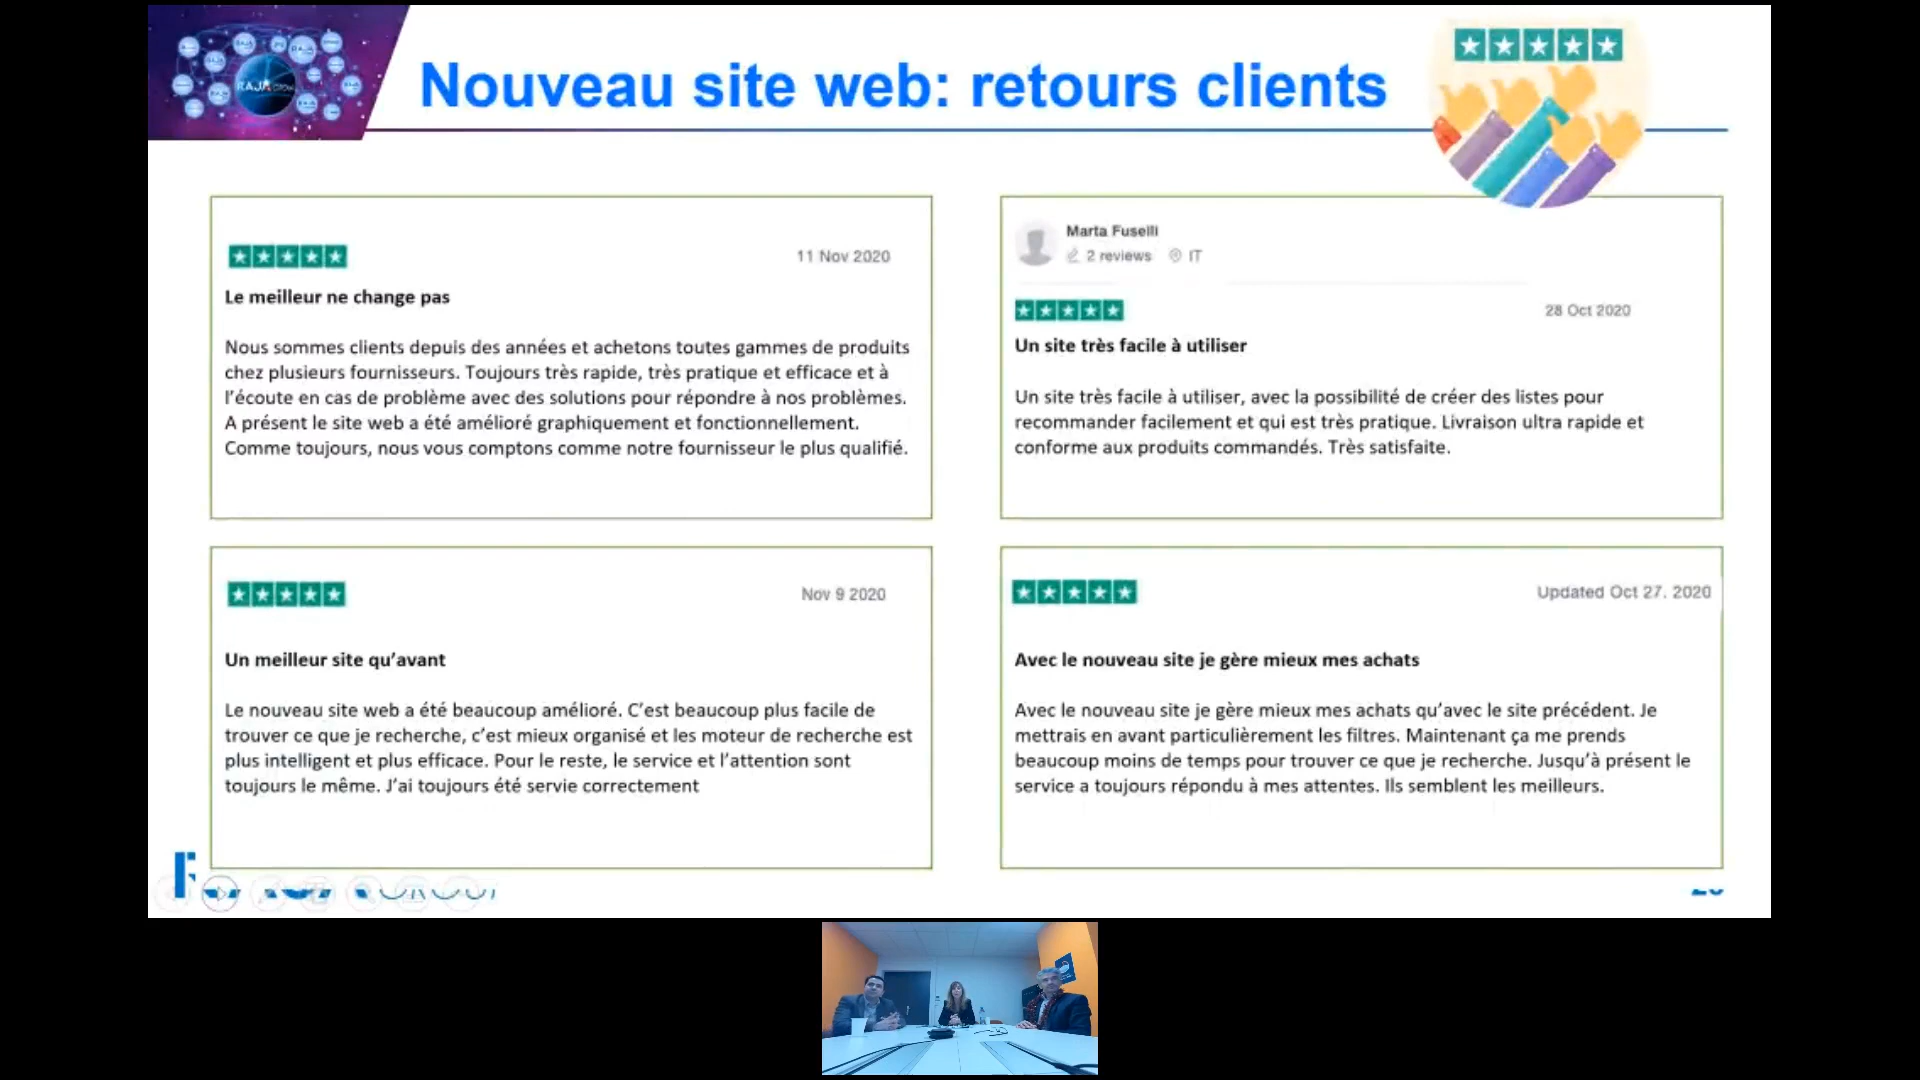 RAJA
Nouveau site web: retours clients
11 Nov 2020
Le meilleur ne change pas
Nous sommes clients depuis des années et achetons toutes gammes de produits
chez plusieurs fournisseurs. Toujours très rapide, très pratique et efficace et à
l’écoute en cas de problème avec des solutions pour répondre à nos problèmes.
A présent le site web a été amélioré graphiquement et fonctionnellement.
Comme toujours, nous vous comptons comme notre fournisseur le plus qualifié.
Marta Fuselli
2 reviews IT
28 Oct 2020
Un site très facile à utiliser
Un site très facile à utiliser, avec la possibilité de créer des listes pour
recommander facilement et qui est très pratique. Livraison ultra rapide et
conforme aux produits commandés. Très satisfaite.
Nov 9 2020
Un meilleur site qu’avant
Le nouveau site web a été beaucoup amélioré. C’est beaucoup plus facile de
trouver ce que je recherche, c’est mieux organisé et les moteur de recherche est
plus intelligent et plus efficace. Pour le reste, le service et l’attention sont
toujours le même. J’ai toujours été servie correctement
Updated Oct 27. 2020
Avec le nouveau site je gère mieux mes achats
Avec le nouveau site je gère mieux mes achats qu’avec le site précédent. Je
mettrais en avant particulièrement les filtres. Maintenant ça me prends
beaucoup moins de temps pour trouver ce que je recherche. Jusqu’à présent le
service a toujours répondu à mes attentes. Ils semblent les meilleurs.